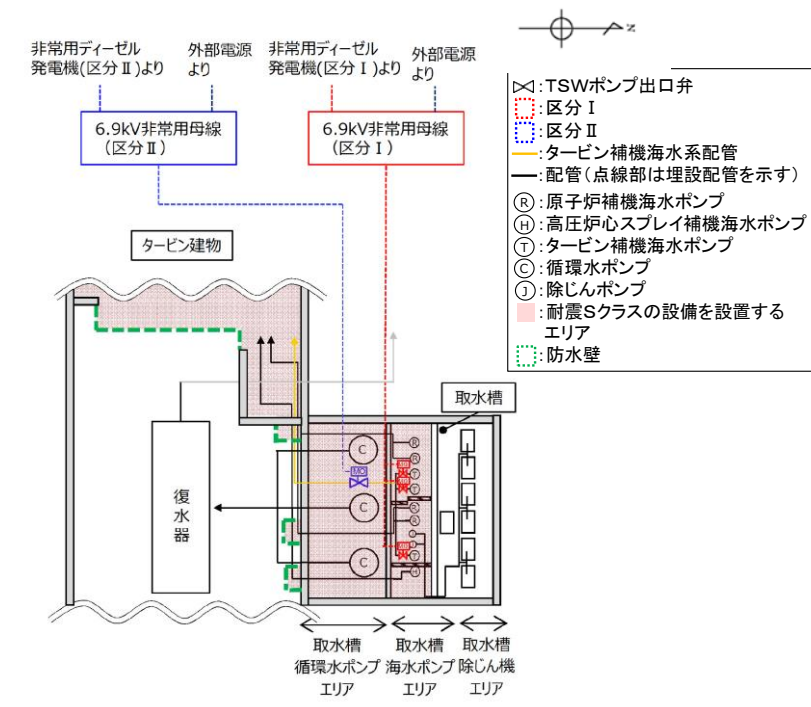 非常用ディーゼル
発電機(区分Ⅱ)より
外部電源
より
非常用ディーゼル
発電機(区分Ⅰ)より
外部電源
より
6.9kV非常用母線
(区分Ⅱ)
6.9kV非常用母線
(区分Ⅰ)
タービン建物
N
:TSWポンプ出口弁
:区分Ⅰ
:区分Ⅱ
:タービン補機海水系配管
:配管(点線部は埋設配管を示す)
R:原子炉補機海水ポンプ
H:高圧炉心スプレイ補機海水ポンプ
T:タービン補機海水ポンプ
C:循環水ポンプ
J:除じんポンプ
:耐震Sクラスの設備を設置する
エリア
:防水壁
取水槽
復水器
C
C
C
MO
R
R
T
T
R
R
T
H
取水槽
循環水ポンプ
エリア
取水槽
海水ポンプ
エリア
取水槽
除じん機
エリア